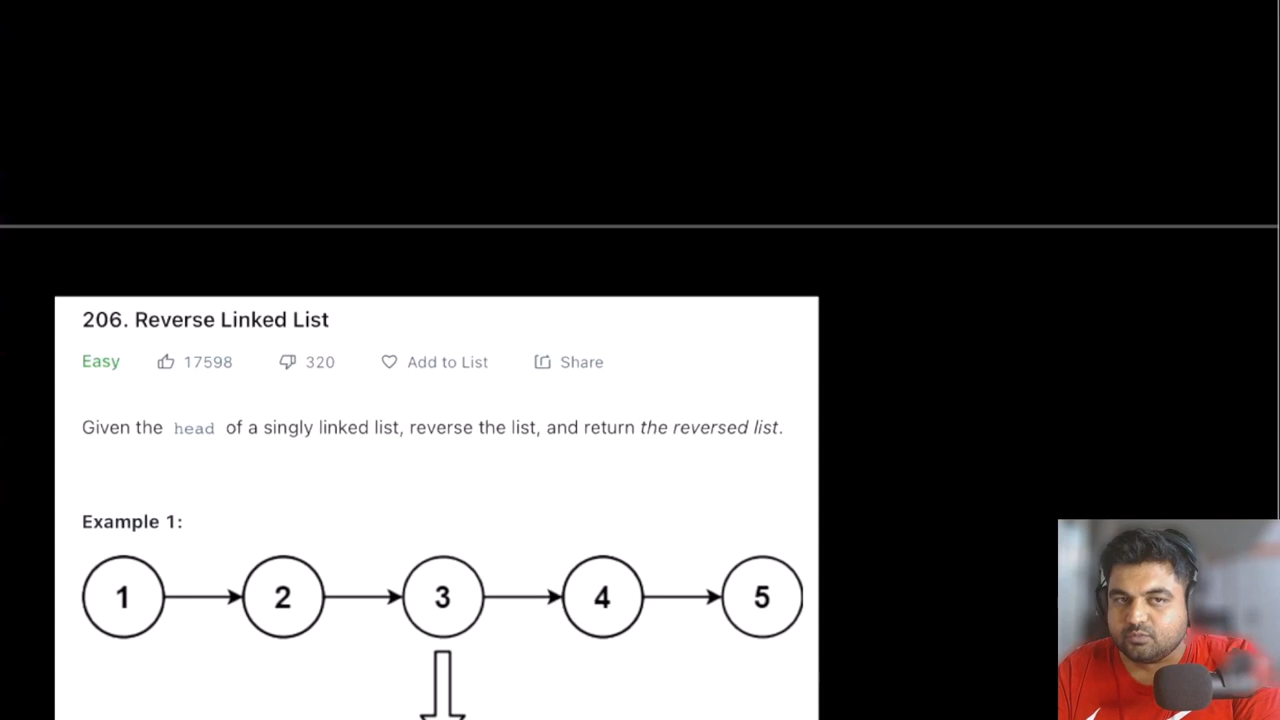 206. Reverse Linked List
Easy 17598 320 Add to List Share
Given the head of a singly linked list, reverse the list, and return the reversed list.
Example 1:
1 2 3 4 5